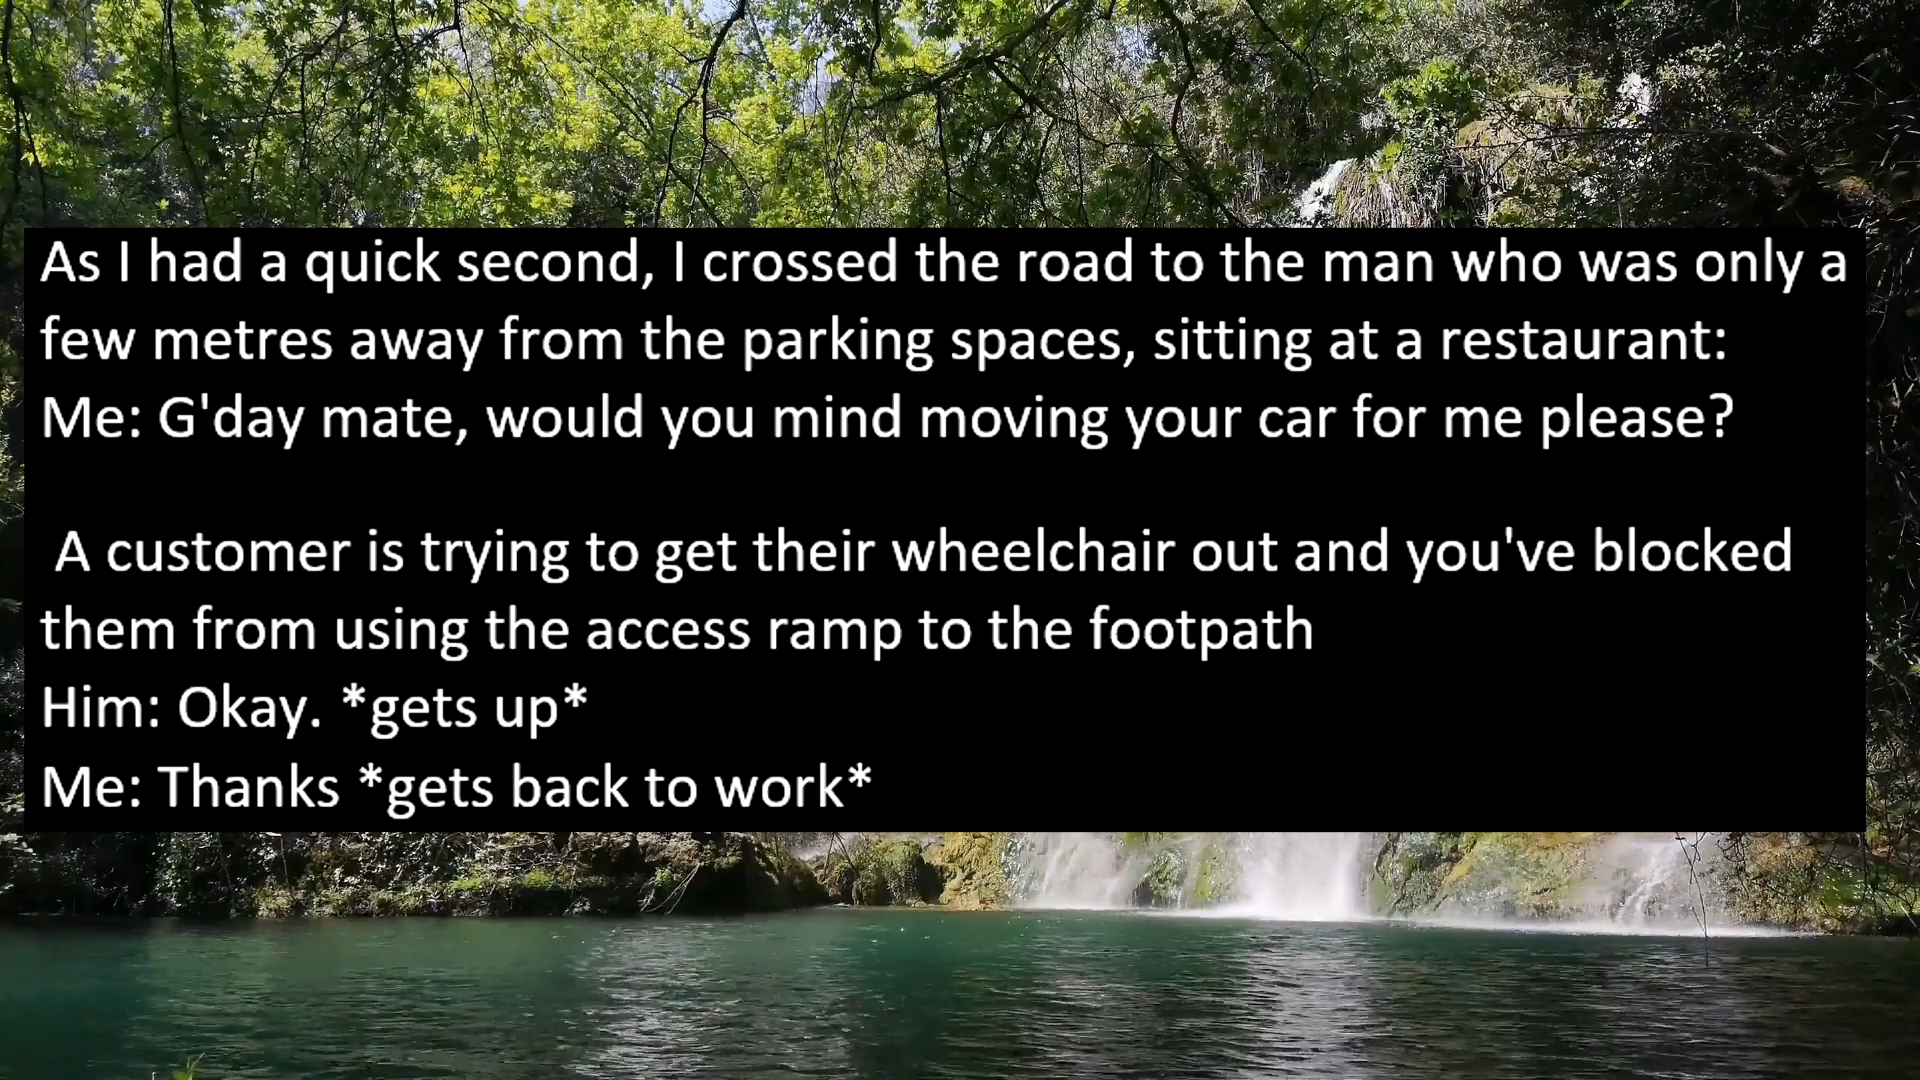 As I had a quick second, I crossed the road to the man who was only a
few metres away from the parking spaces, sitting at a restaurant:
Me: G'day mate, would you mind moving your car for me please?
A customer is trying to get their wheelchair out and you've blocked
them from using the access ramp to the footpath
Him: Okay. *gets up*
Me: Thanks *gets back to work*